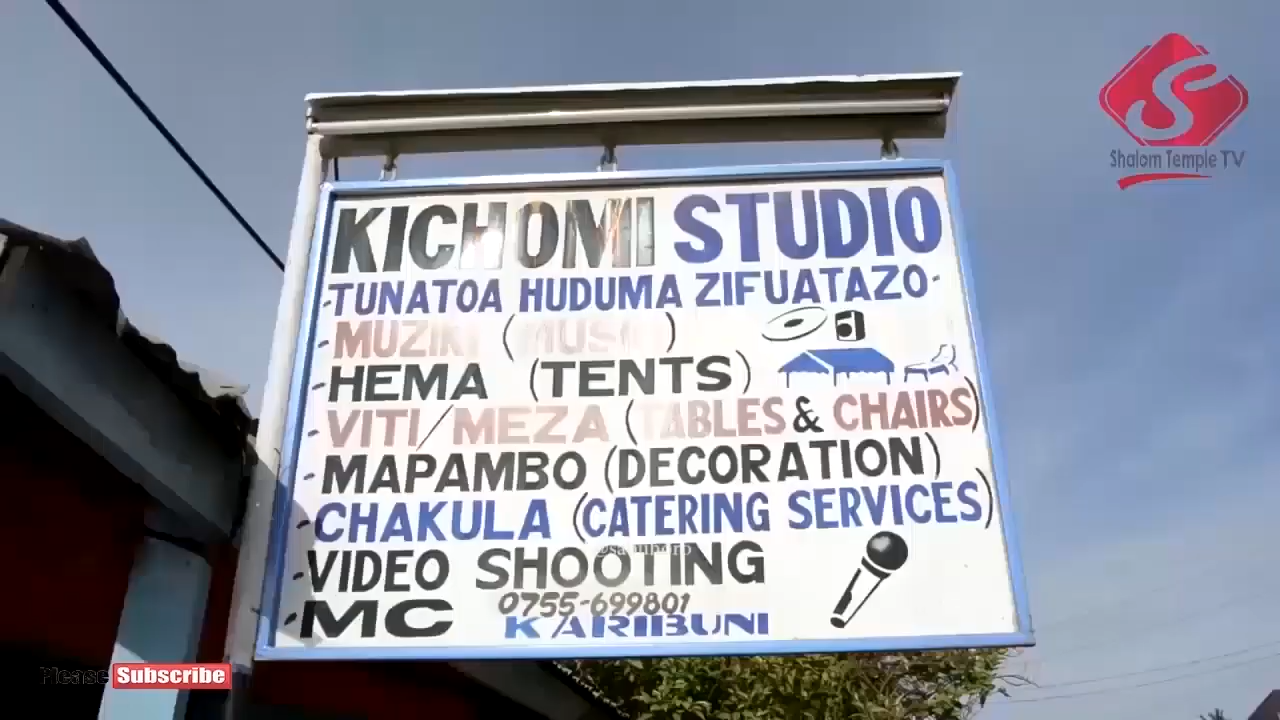 Shalom Temple TV
KICHOMI STUDIO
-TUNATOA HUDUMA ZIFUATAZO-
-MUZIKI (MUSIC)
-HEMA (TENTS)
-VITI/MEZA (TABLES & CHAIRS)
-MAPAMBO (DECORATION)
-CHAKULA (CATERING SERVICES)
-VIDEO SHOOTING
-MC 0755-699801
KARIBUNI
Please Subscribe